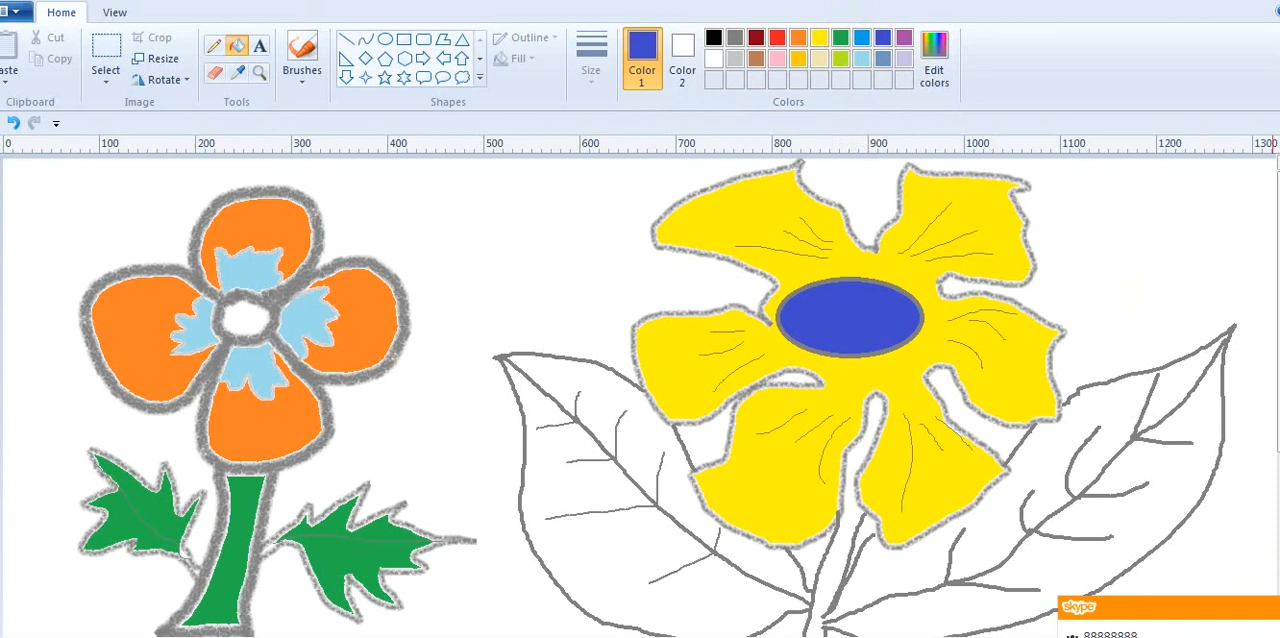 Home View
aste
Cut
Copy
Clipboard
Select
Crop
Resize
Rotate
Image
A
Tools
Brushes
Outline
Fill
Shapes
Size
Color
1
Color
2
Edit
colors
Colors
0 100 200 300 400 500 600 700 800 900 1000 1100 1200 1300
skype
88888888